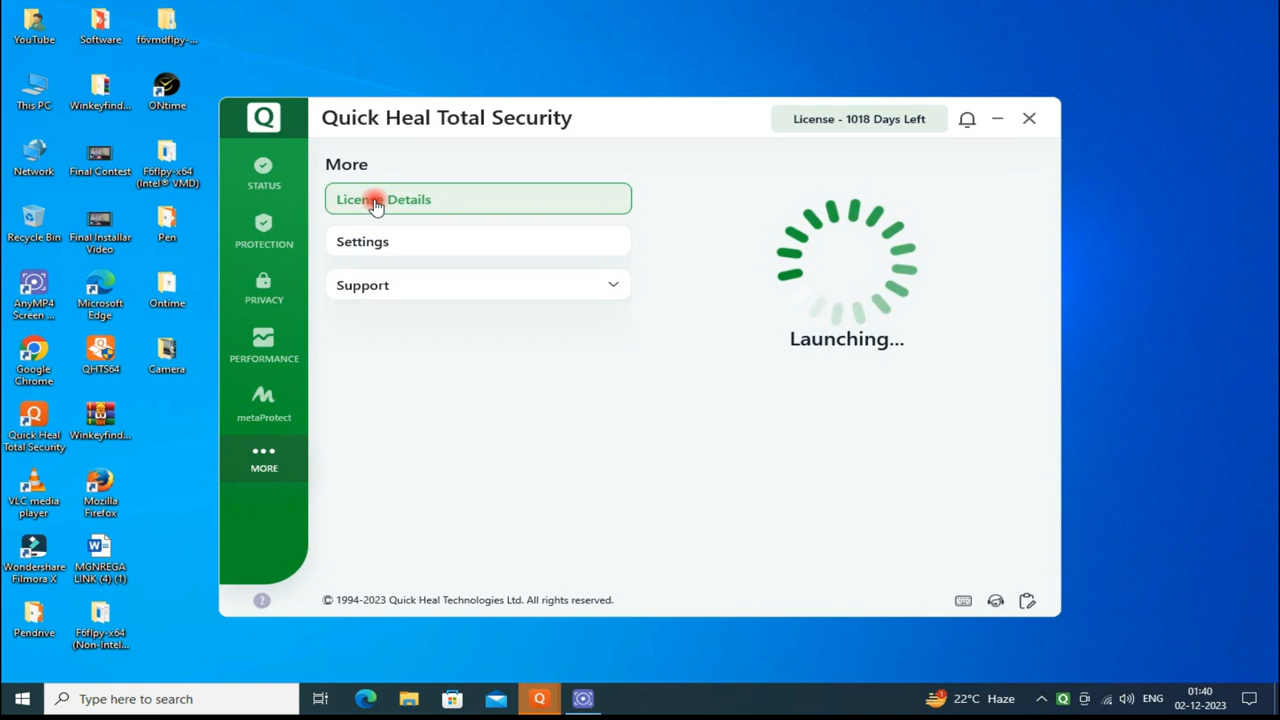 YouTube
Software
f6vmdflpy-...
This PC
Winkeyfind...
ONtime
Network
Final Contest
F6flpy-x64
(Intel® VMD)
Recycle Bin
Final Installar
Video
Pen
AnyMP4
Screen ...
Microsoft
Edge
Ontime
Google
Chrome
QHTS64
Camera
Quick Heal
Total Security
Winkeyfind...
VLC media
player
Mozilla
Firefox
Wondershare
Filmora X
MGNREGA
LINK (4) (1)
Pendrive
F6flpy-x64
(Non-Intel...
Q
Quick Heal Total Security
License - 1018 Days Left
STATUS
PROTECTION
PRIVACY
PERFORMANCE
metaProtect
MORE
More
License Details
Settings
Support
Launching...
? © 1994-2023 Quick Heal Technologies Ltd. All rights reserved.
Type here to search
22°C Haze
ENG
01:40
02-12-2023